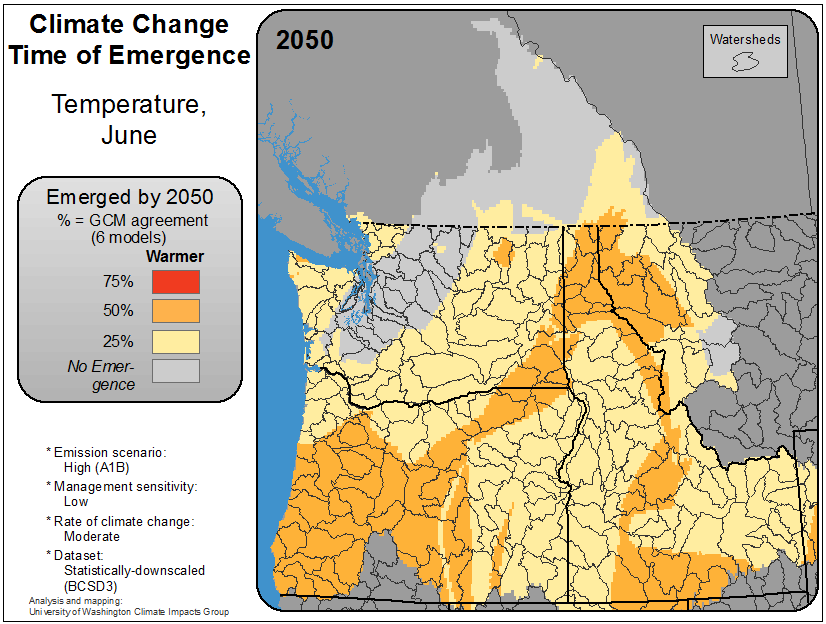 Climate Change
Time of Emergence
Temperature,
June
Emerged by 2050
% = GCM agreement
(6 models)
Warmer
75%
50%
25%
No Emer-
gence
* Emission scenario:
High (A1B)
* Management sensitivity:
Low
* Rate of climate change:
Moderate
* Dataset:
Statistically-downscaled
(BCSD3)
Analysis and mapping:
University of Washington Climate Impacts Group
2050
Watersheds